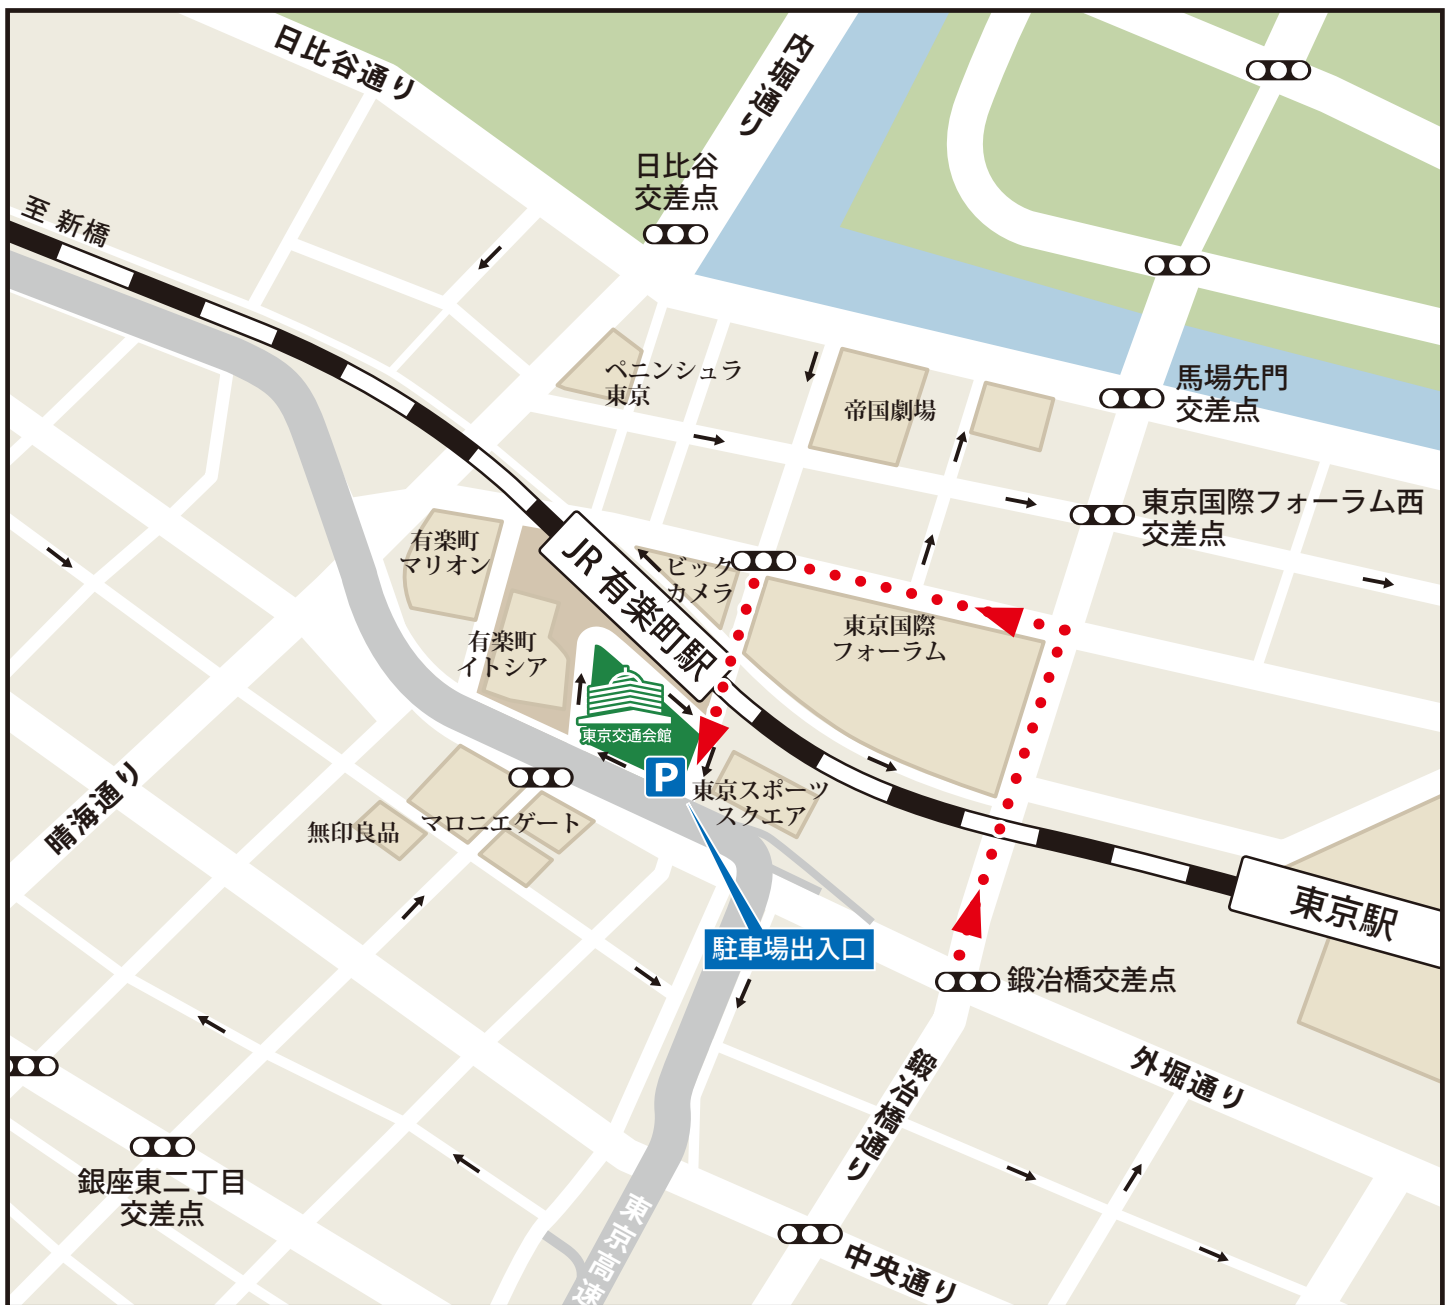 日比谷通り
内堀通り
日比谷
交差点
至 新橋
ペニンシュラ
東京
帝国劇場
馬場先門
交差点
東京国際フォーラム西
交差点
有楽町
マリオン
JR 有楽町駅
ビック
カメラ
東京国際
フォーラム
有楽町
イトシア
東京交通会館
P
東京スポーツ
スクエア
晴海通り
無印良品
マロニエゲート
駐車場出入口
東京駅
鍛冶橋交差点
鍛冶橋通り
外堀通り
銀座東二丁目
交差点
東京高速
中央通り